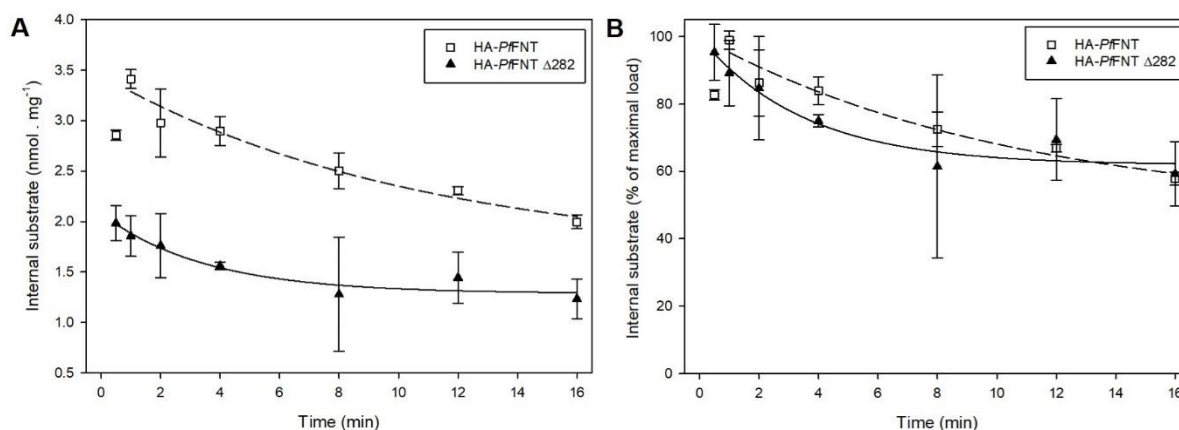 A
4.0
3.5
3.0
2.5
2.0
1.5
1.0
0.5
Internal substrate (nmol . mg⁻¹)
0 2 4 6 8 10 12 14 16
Time (min)
HA-PfFNT
HA-PfFNT Δ282
B
100
80
60
40
20
0
Internal substrate (% of maximal load)
0 2 4 6 8 10 12 14 16
Time (min)
HA-PfFNT
HA-PfFNT Δ282